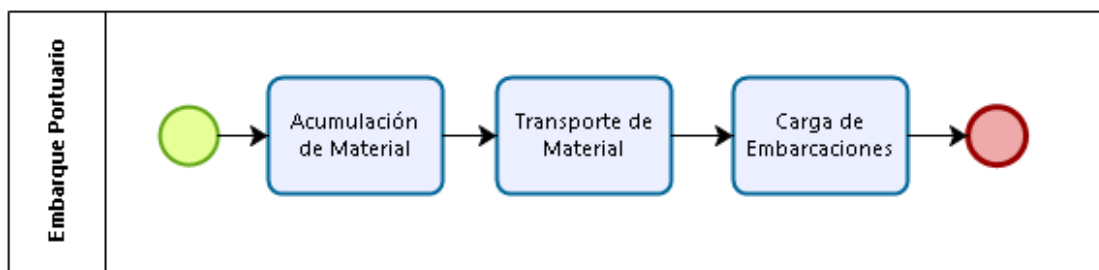 Embarque Portuario
Acumulación
de Material
Transporte de
Material
Carga de
Embarcaciones